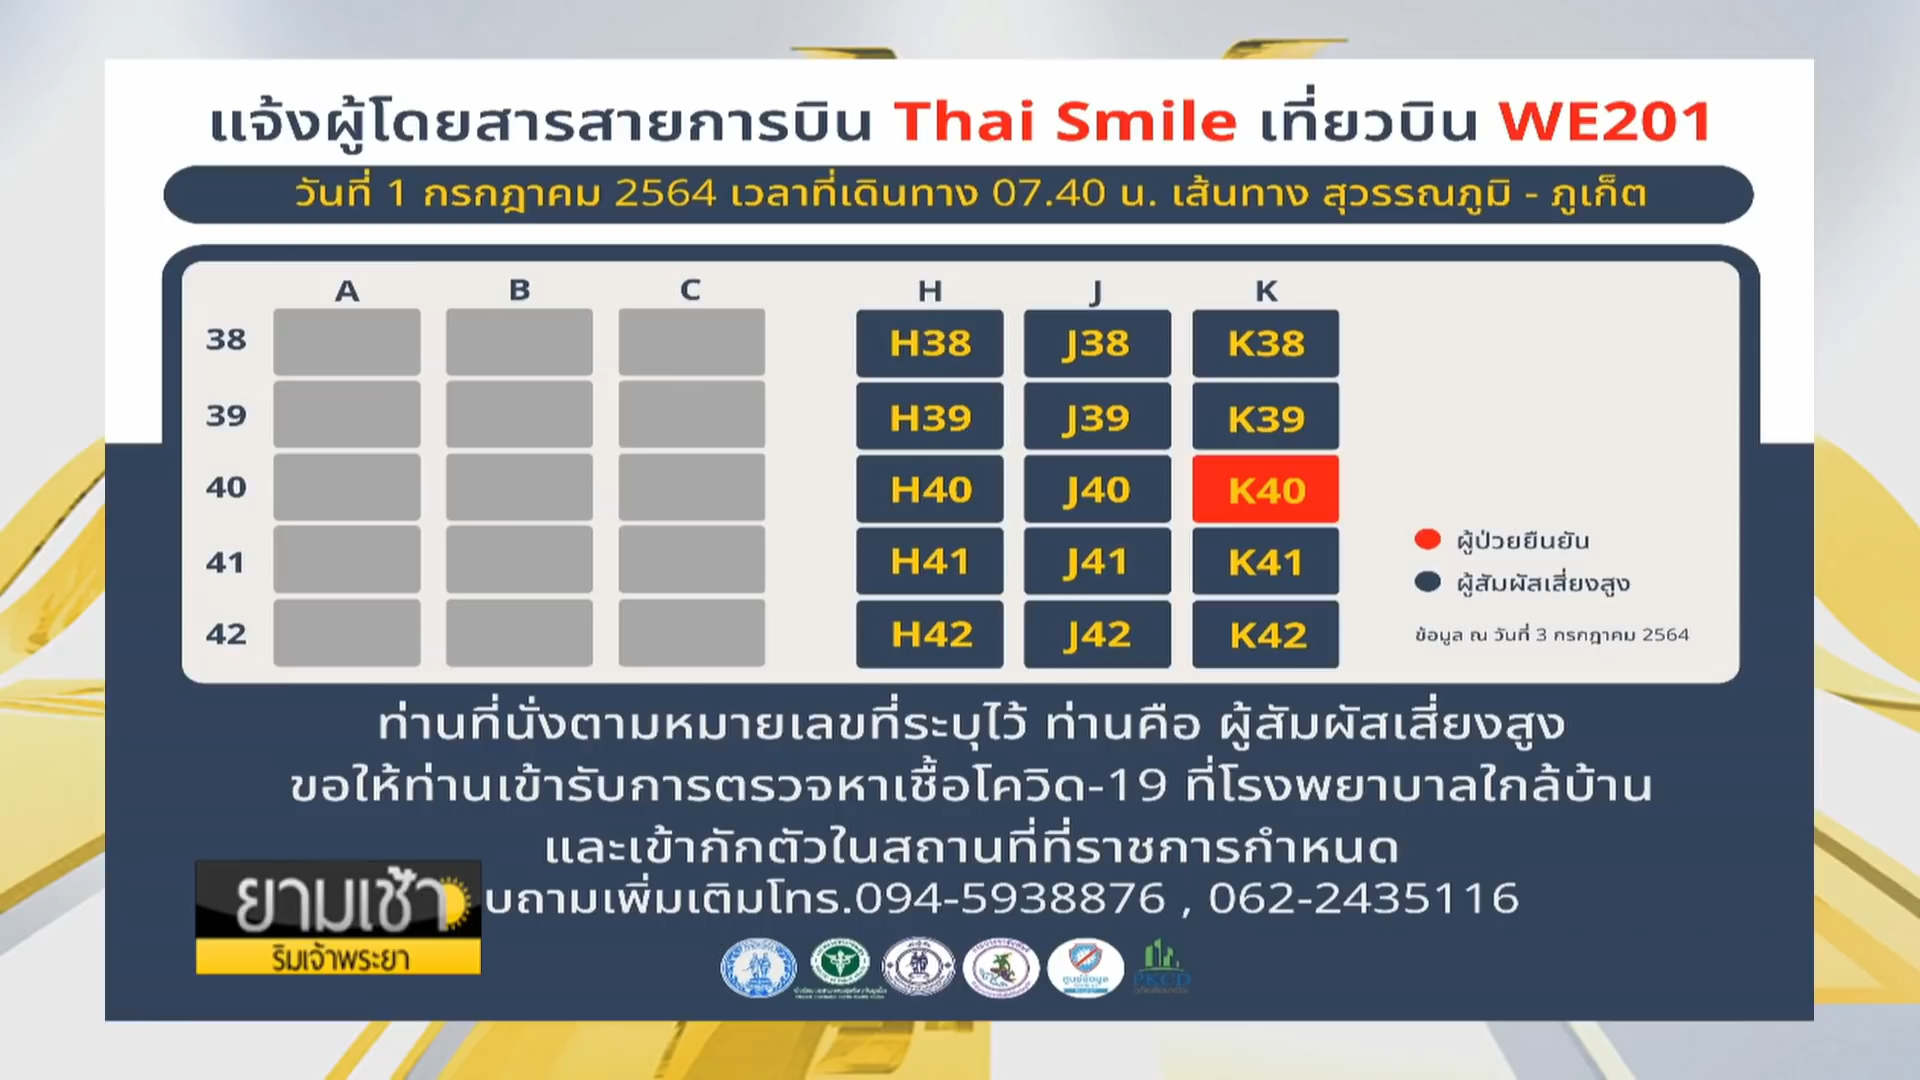 แจ้งผู้โดยสารสายการบิน Thai Smile เที่ยวบิน WE201
วันที่ 1 กรกฎาคม 2564 เวลาที่เดินทาง 07.40 น. เส้นทาง สุวรรณภูมิ - ภูเก็ต
A B C H J K
38 H38 J38 K38
39 H39 J39 K39
40 H40 J40 K40
41 H41 J41 K41
42 H42 J42 K42
ผู้ป่วยยืนยัน
ผู้สัมผัสเสี่ยงสูง
ข้อมูล ณ วันที่ 3 กรกฎาคม 2564
ท่านที่นั่งตามหมายเลขที่ระบุไว้ ท่านคือ ผู้สัมผัสเสี่ยงสูง
ขอให้ท่านเข้ารับการตรวจหาเชื้อโควิด-19 ที่โรงพยาบาลใกล้บ้าน
และเข้ากักตัวในสถานที่ที่ราชการกำหนด
บถามเพิ่มเติมโทร.094-5938876 , 062-2435116
ยามเช้า
ริมเจ้าพระยา
ศูนย์ข้อมูล
PKCD